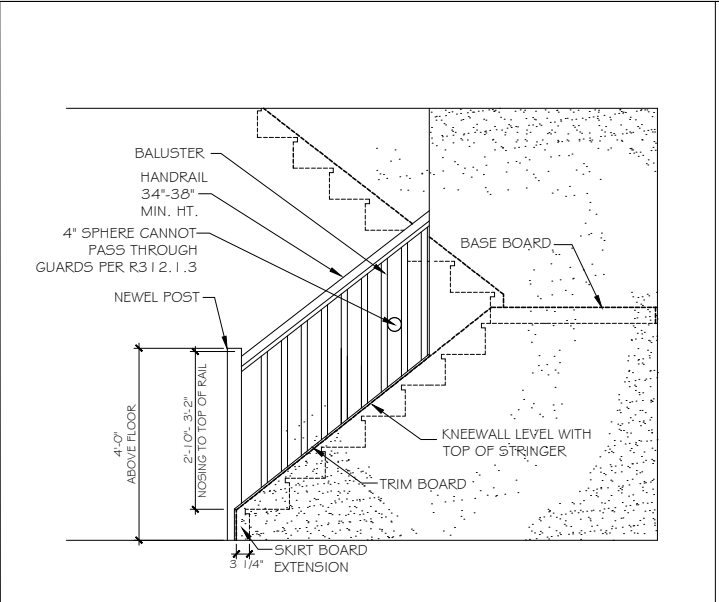 BALUSTER
HANDRAIL
34"-38"
MIN. HT.
4" SPHERE CANNOT
PASS THROUGH
GUARDS PER R312.1.3
BASE BOARD
NEWEL POST
4'-0"
ABOVE FLOOR
2'-10"- 3'-2"
NOSING TO TOP OF RAIL
KNEEWALL LEVEL WITH
TOP OF STRINGER
TRIM BOARD
SKIRT BOARD
EXTENSION
3 1/4"